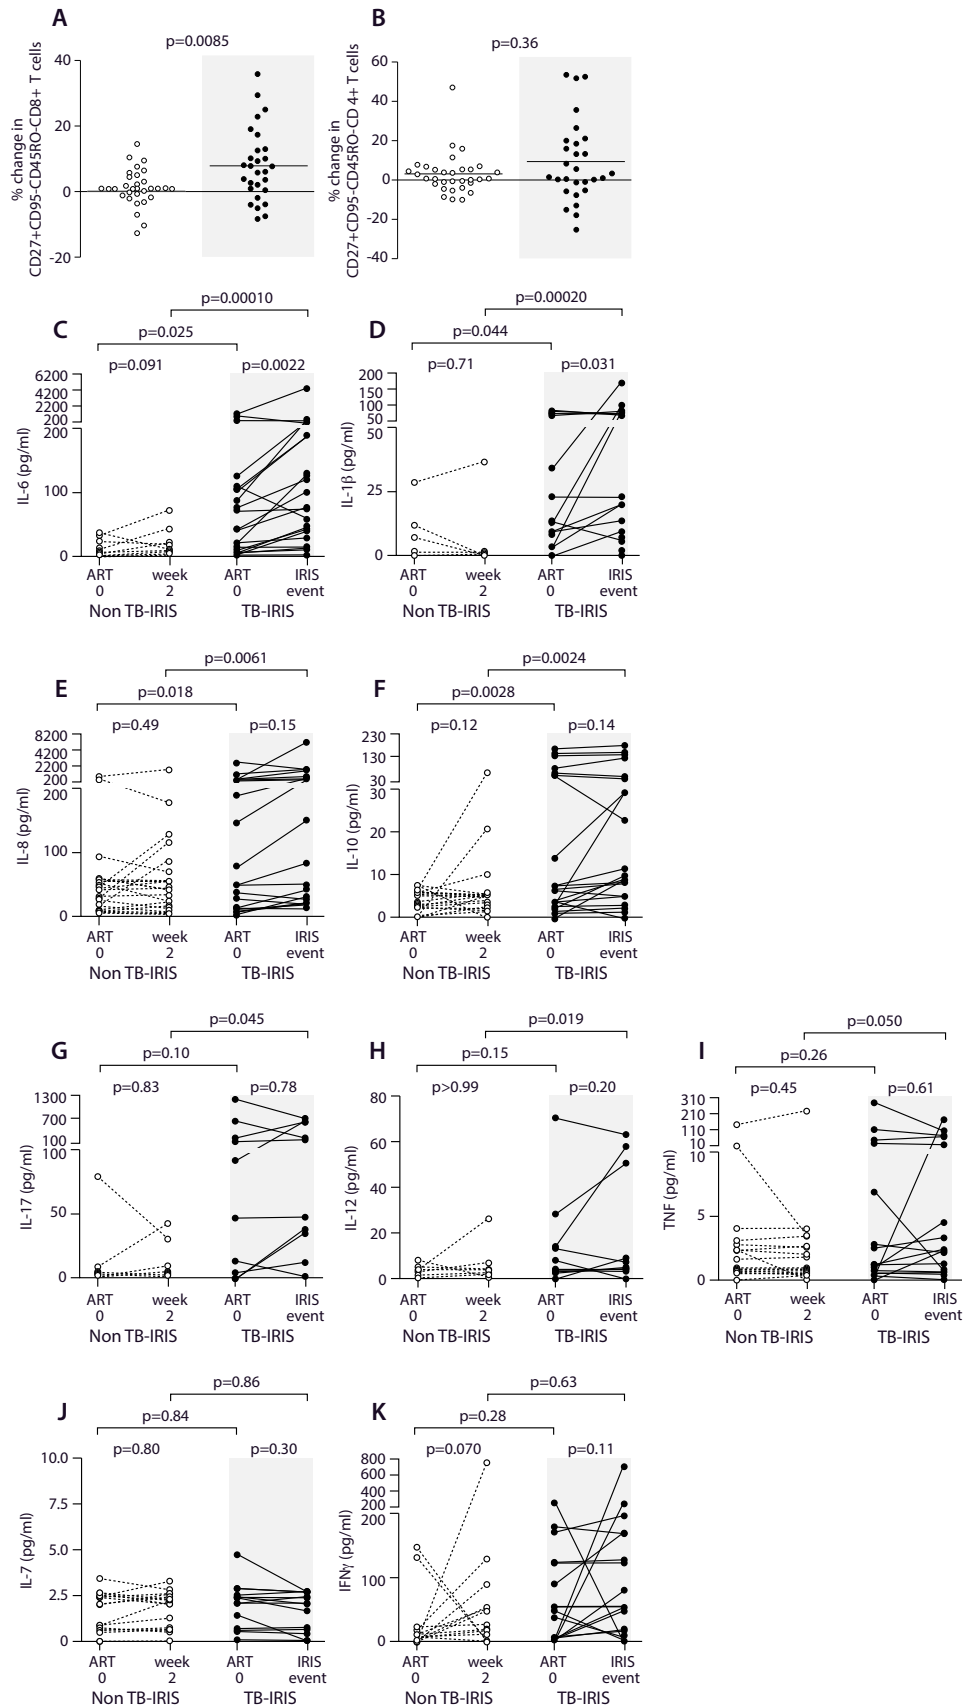 A
p=0.0085
% change in
CD27+CD95-CD45RO-CD8+ T cells
40
20
0
-20
B
p=0.36
% change in
CD27+CD95-CD45RO-CD 4+ T cells
60
40
20
0
-20
-40
C
p=0.00010
p=0.025
p=0.091
p=0.0022
IL-6 (pg/ml)
6200
4200
2200
200
200
100
0
ART
0
week
2
ART
0
IRIS
event
Non TB-IRIS
TB-IRIS
D
p=0.00020
p=0.044
p=0.71
p=0.031
IL-1β (pg/ml)
200
150
100
50
50
25
0
ART
0
week
2
ART
0
IRIS
event
Non TB-IRIS
TB-IRIS
E
p=0.0061
p=0.018
p=0.49
p=0.15
IL-8 (pg/ml)
8200
4200
2200
200
200
100
0
ART
0
week
2
ART
0
IRIS
event
Non TB-IRIS
TB-IRIS
F
p=0.0024
p=0.0028
p=0.12
p=0.14
IL-10 (pg/ml)
230
130
30
30
20
10
0
ART
0
week
2
ART
0
IRIS
event
Non TB-IRIS
TB-IRIS
G
p=0.045
p=0.10
p=0.83
p=0.78
IL-17 (pg/ml)
1300
700
100
100
50
0
ART
0
week
2
ART
0
IRIS
event
Non TB-IRIS
TB-IRIS
H
p=0.019
p=0.15
p>0.99
p=0.20
IL-12 (pg/ml)
80
60
40
20
0
ART
0
week
2
ART
0
IRIS
event
Non TB-IRIS
TB-IRIS
I
p=0.050
p=0.26
p=0.45
p=0.61
TNF (pg/ml)
310
210
110
10
10
5
0
ART
0
week
2
ART
0
IRIS
event
Non TB-IRIS
TB-IRIS
J
p=0.86
p=0.84
p=0.80
p=0.30
IL-7 (pg/ml)
10.0
7.5
5.0
2.5
0
ART
0
week
2
ART
0
IRIS
event
Non TB-IRIS
TB-IRIS
K
p=0.63
p=0.28
p=0.070
p=0.11
IFNγ (pg/ml)
800
600
400
200
200
100
0
ART
0
week
2
ART
0
IRIS
event
Non TB-IRIS
TB-IRIS